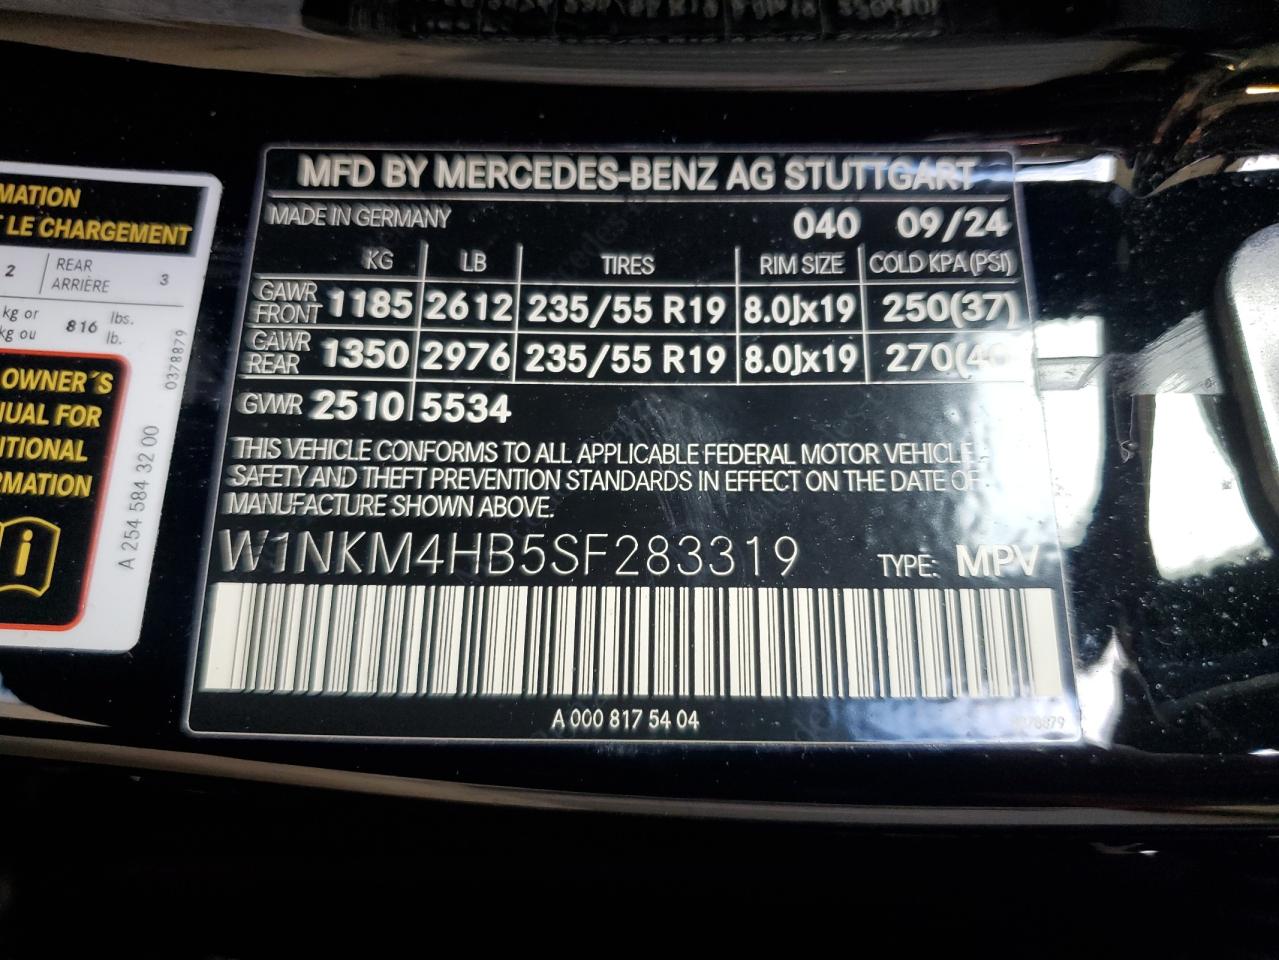 MATION
T LE CHARGEMENT
2 REAR ARRIÈRE 3
kg or
kg ou 816 lbs. lb.
OWNER´S
UAL FOR
ITIONAL
RMATION
0378879
A 254 584 32 00
MFD BY MERCEDES-BENZ AG STUTTGART
MADE IN GERMANY 040 09/24
KG LB TIRES RIM SIZE COLD KPA (PSI)
GAWR FRONT 1185 2612 235/55 R19 8.0Jx19 250(37)
GAWR REAR 1350 2976 235/55 R19 8.0Jx19 270(40
GVWR 2510 5534
THIS VEHICLE CONFORMS TO ALL APPLICABLE FEDERAL MOTOR VEHICLE
SAFETY AND THEFT PREVENTION STANDARDS IN EFFECT ON THE DATE OF
MANUFACTURE SHOWN ABOVE.
W1NKM4HB5SF283319 TYPE: MPV
A 000 817 54 04